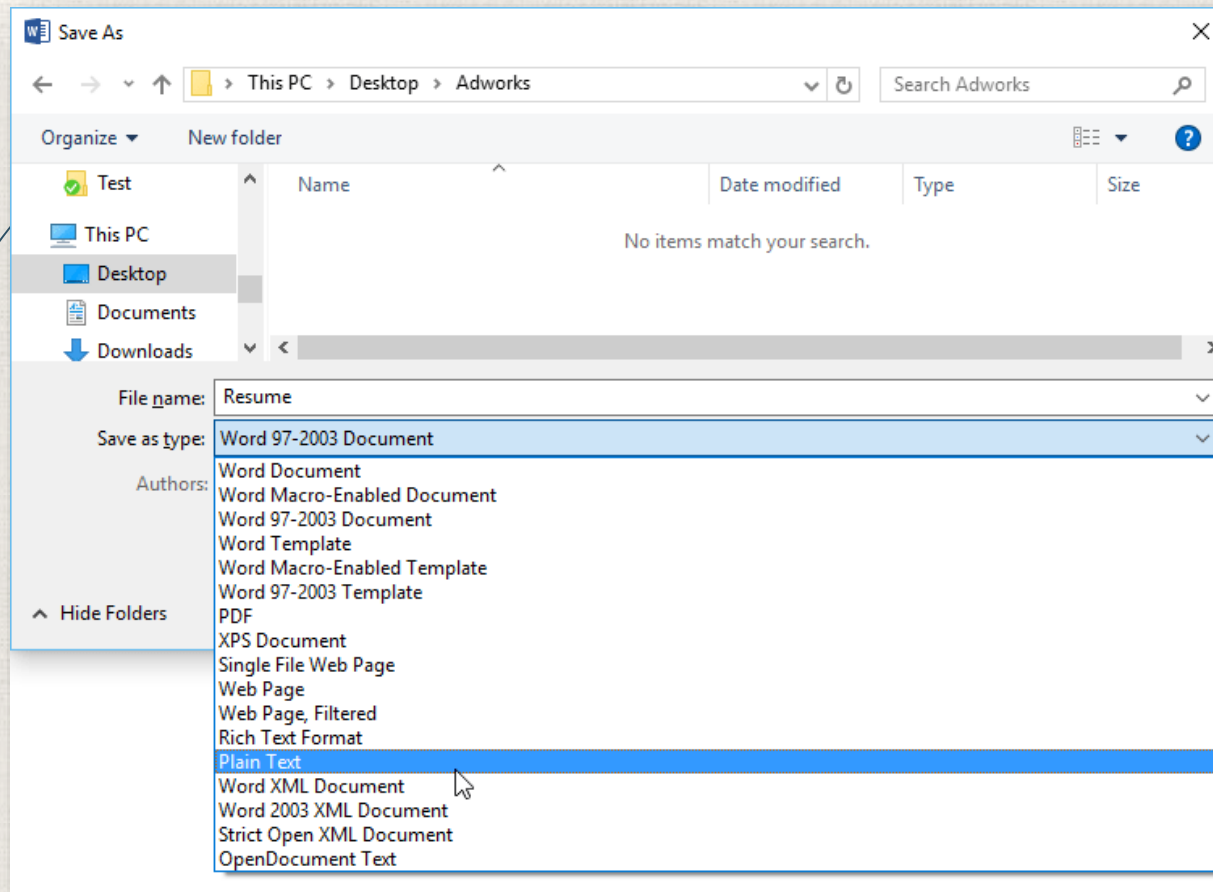 Save As
This PC > Desktop > Adworks
Search Adworks
Organize
New folder
Test
This PC
Desktop
Documents
Downloads
Name
Date modified
Type
Size
No items match your search.
File name: Resume
Save as type: Word 97-2003 Document
Authors:
Word Document
Word Macro-Enabled Document
Word 97-2003 Document
Word Template
Word Macro-Enabled Template
Word 97-2003 Template
PDF
XPS Document
Single File Web Page
Web Page
Web Page, Filtered
Rich Text Format
Plain Text
Word XML Document
Word 2003 XML Document
Strict Open XML Document
OpenDocument Text
Hide Folders